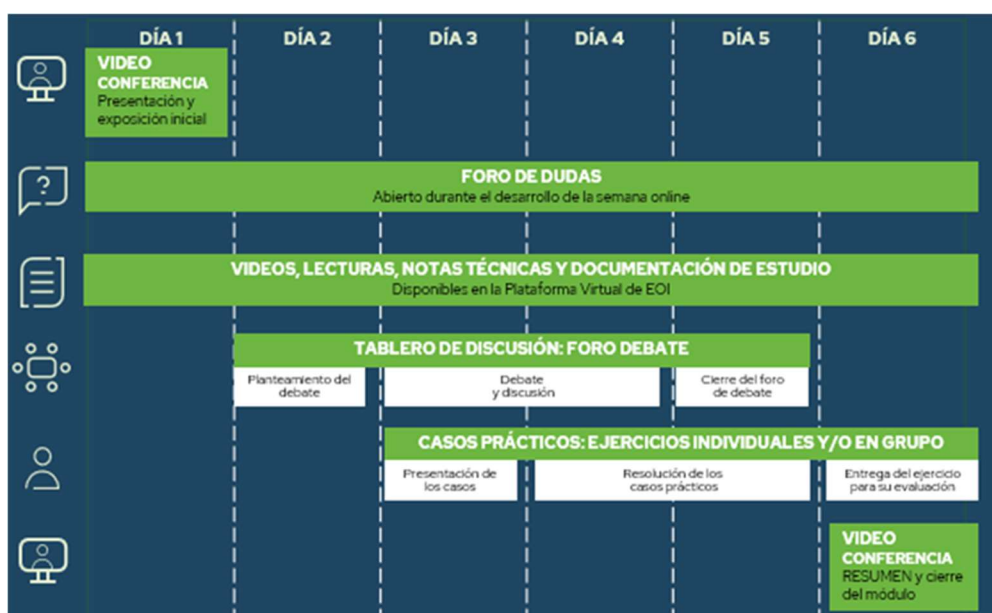 DÍA 1 DÍA 2 DÍA 3 DÍA 4 DÍA 5 DÍA 6
VIDEO
CONFERENCIA
Presentación y
exposición inicial
?
FORO DE DUDAS
Abierto durante el desarrollo de la semana online
VIDEOS, LECTURAS, NOTAS TÉCNICAS Y DOCUMENTACIÓN DE ESTUDIO
Disponibles en la Plataforma Virtual de EOI
TABLERO DE DISCUSIÓN: FORO DEBATE
Planteamiento del
debate
Debate
y discusión
Cierre del foro
de debate
CASOS PRÁCTICOS: EJERCICIOS INDIVIDUALES Y/O EN GRUPO
Presentación de
los casos
Resolución de los
casos prácticos
Entrega del ejercicio
para su evaluación
VIDEO
CONFERENCIA
RESUMEN y cierre
del módulo